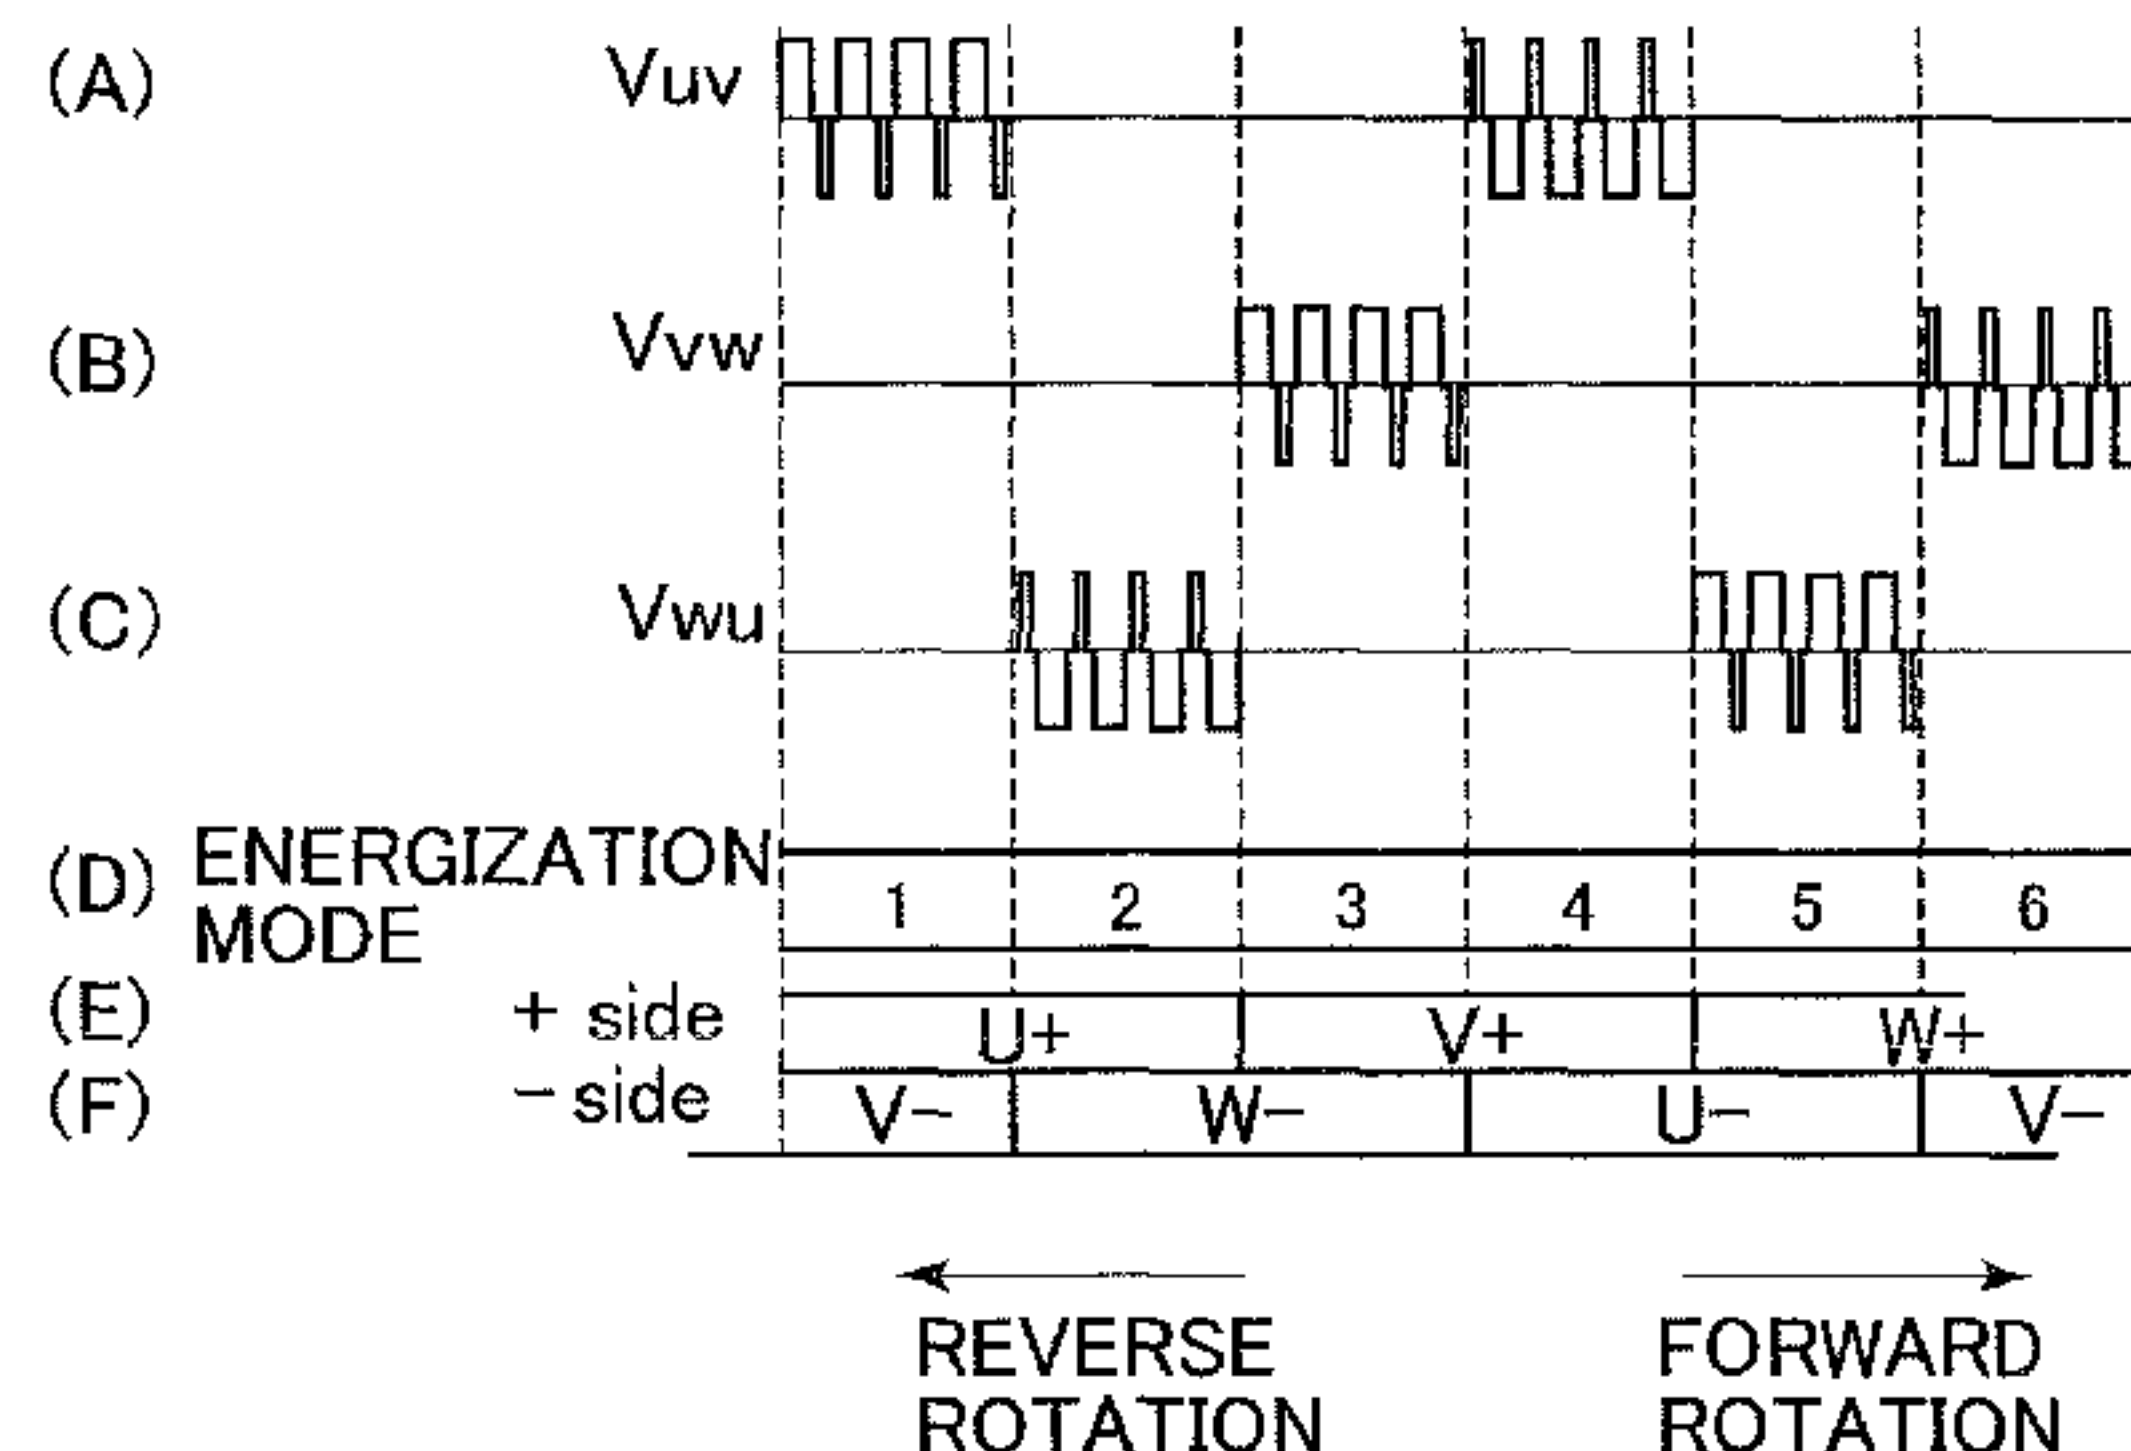 (A) Vuv
(B) Vvw
(C) Vwu
(D) ENERGIZATION MODE 1 2 3 4 5 6
(E) + side U+ V+ W+
(F) − side V− W− U− V−
REVERSE ROTATION
FORWARD ROTATION